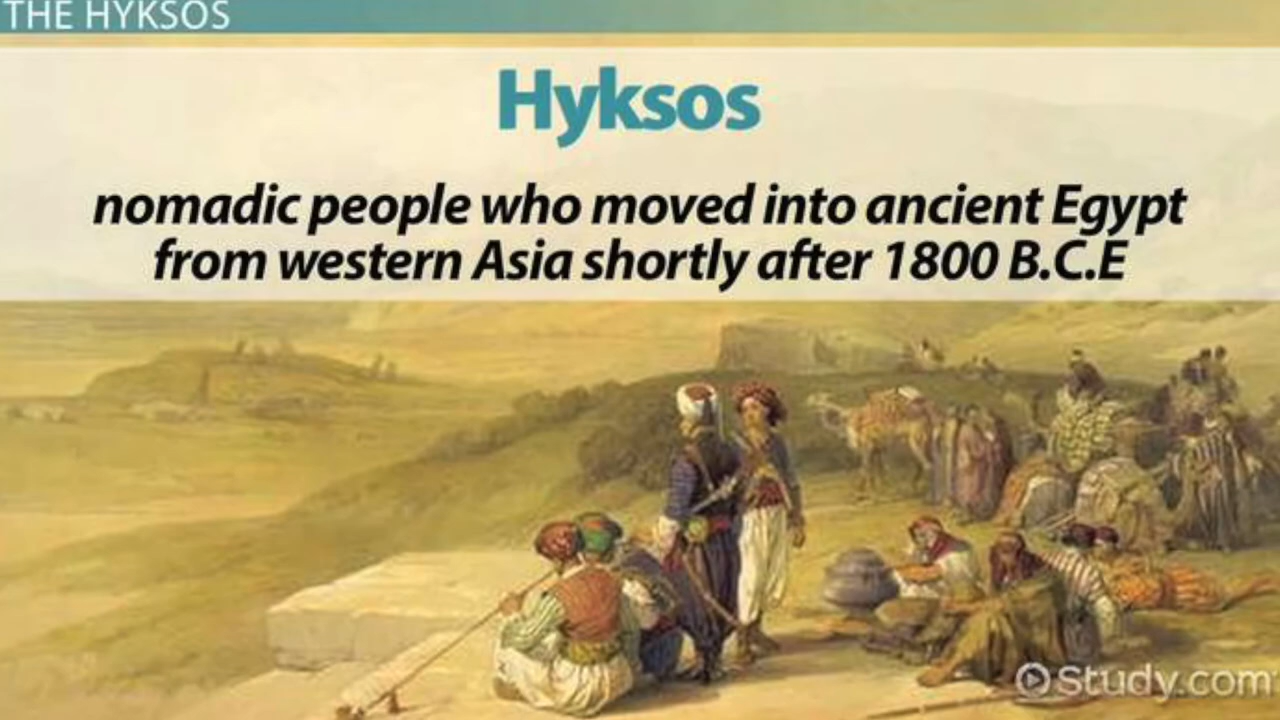 THE HYKSOS
Hyksos
nomadic people who moved into ancient Egypt
from western Asia shortly after 1800 B.C.E
Study.com